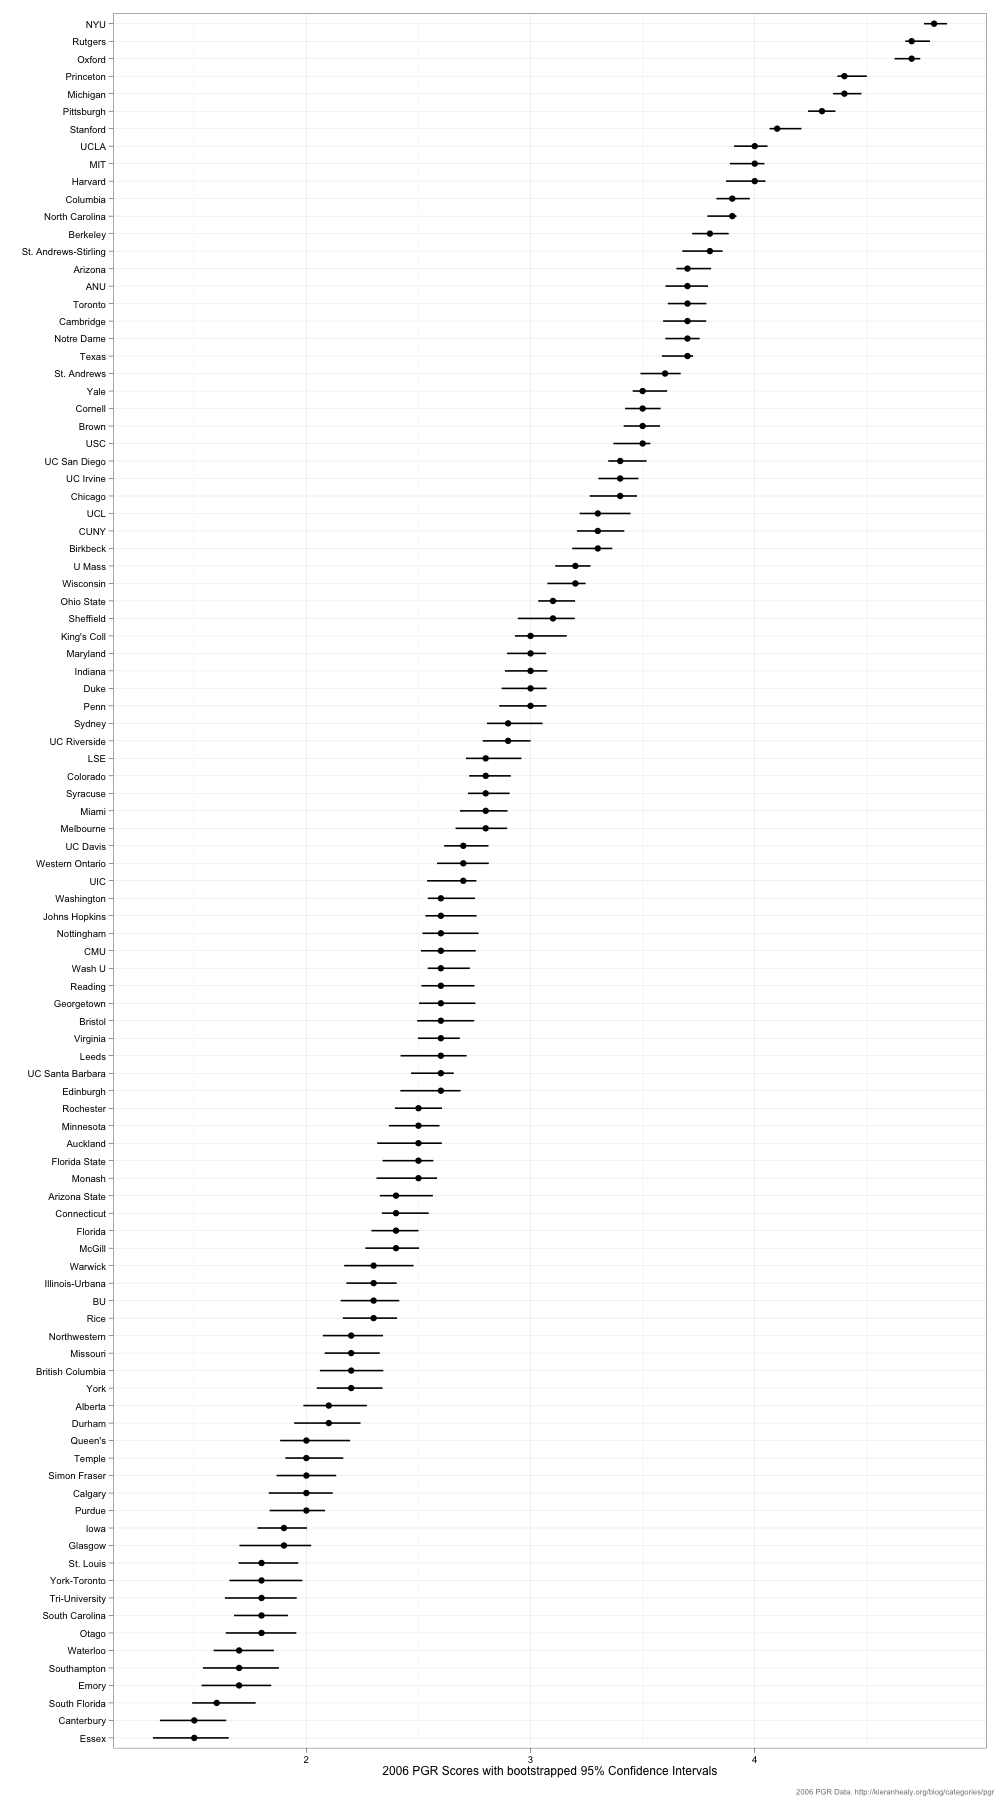 NYU
Rutgers
Oxford
Princeton
Michigan
Pittsburgh
Stanford
UCLA
MIT
Harvard
Columbia
North Carolina
Berkeley
St. Andrews-Stirling
Arizona
ANU
Toronto
Cambridge
Notre Dame
Texas
St. Andrews
Yale
Cornell
Brown
USC
UC San Diego
UC Irvine
Chicago
UCL
CUNY
Birkbeck
U Mass
Wisconsin
Ohio State
Sheffield
King's Coll
Maryland
Indiana
Duke
Penn
Sydney
UC Riverside
LSE
Colorado
Syracuse
Miami
Melbourne
UC Davis
Western Ontario
UIC
Washington
Johns Hopkins
Nottingham
CMU
Wash U
Reading
Georgetown
Bristol
Virginia
Leeds
UC Santa Barbara
Edinburgh
Rochester
Minnesota
Auckland
Florida State
Monash
Arizona State
Connecticut
Florida
McGill
Warwick
Illinois-Urbana
BU
Rice
Northwestern
Missouri
British Columbia
York
Alberta
Durham
Queen's
Temple
Simon Fraser
Calgary
Purdue
Iowa
Glasgow
St. Louis
York-Toronto
Tri-University
South Carolina
Otago
Waterloo
Southampton
Emory
South Florida
Canterbury
Essex
2 3 4
2006 PGR Scores with bootstrapped 95% Confidence Intervals
2006 PGR Data. http://kieranhealy.org/blog/categories/pgr